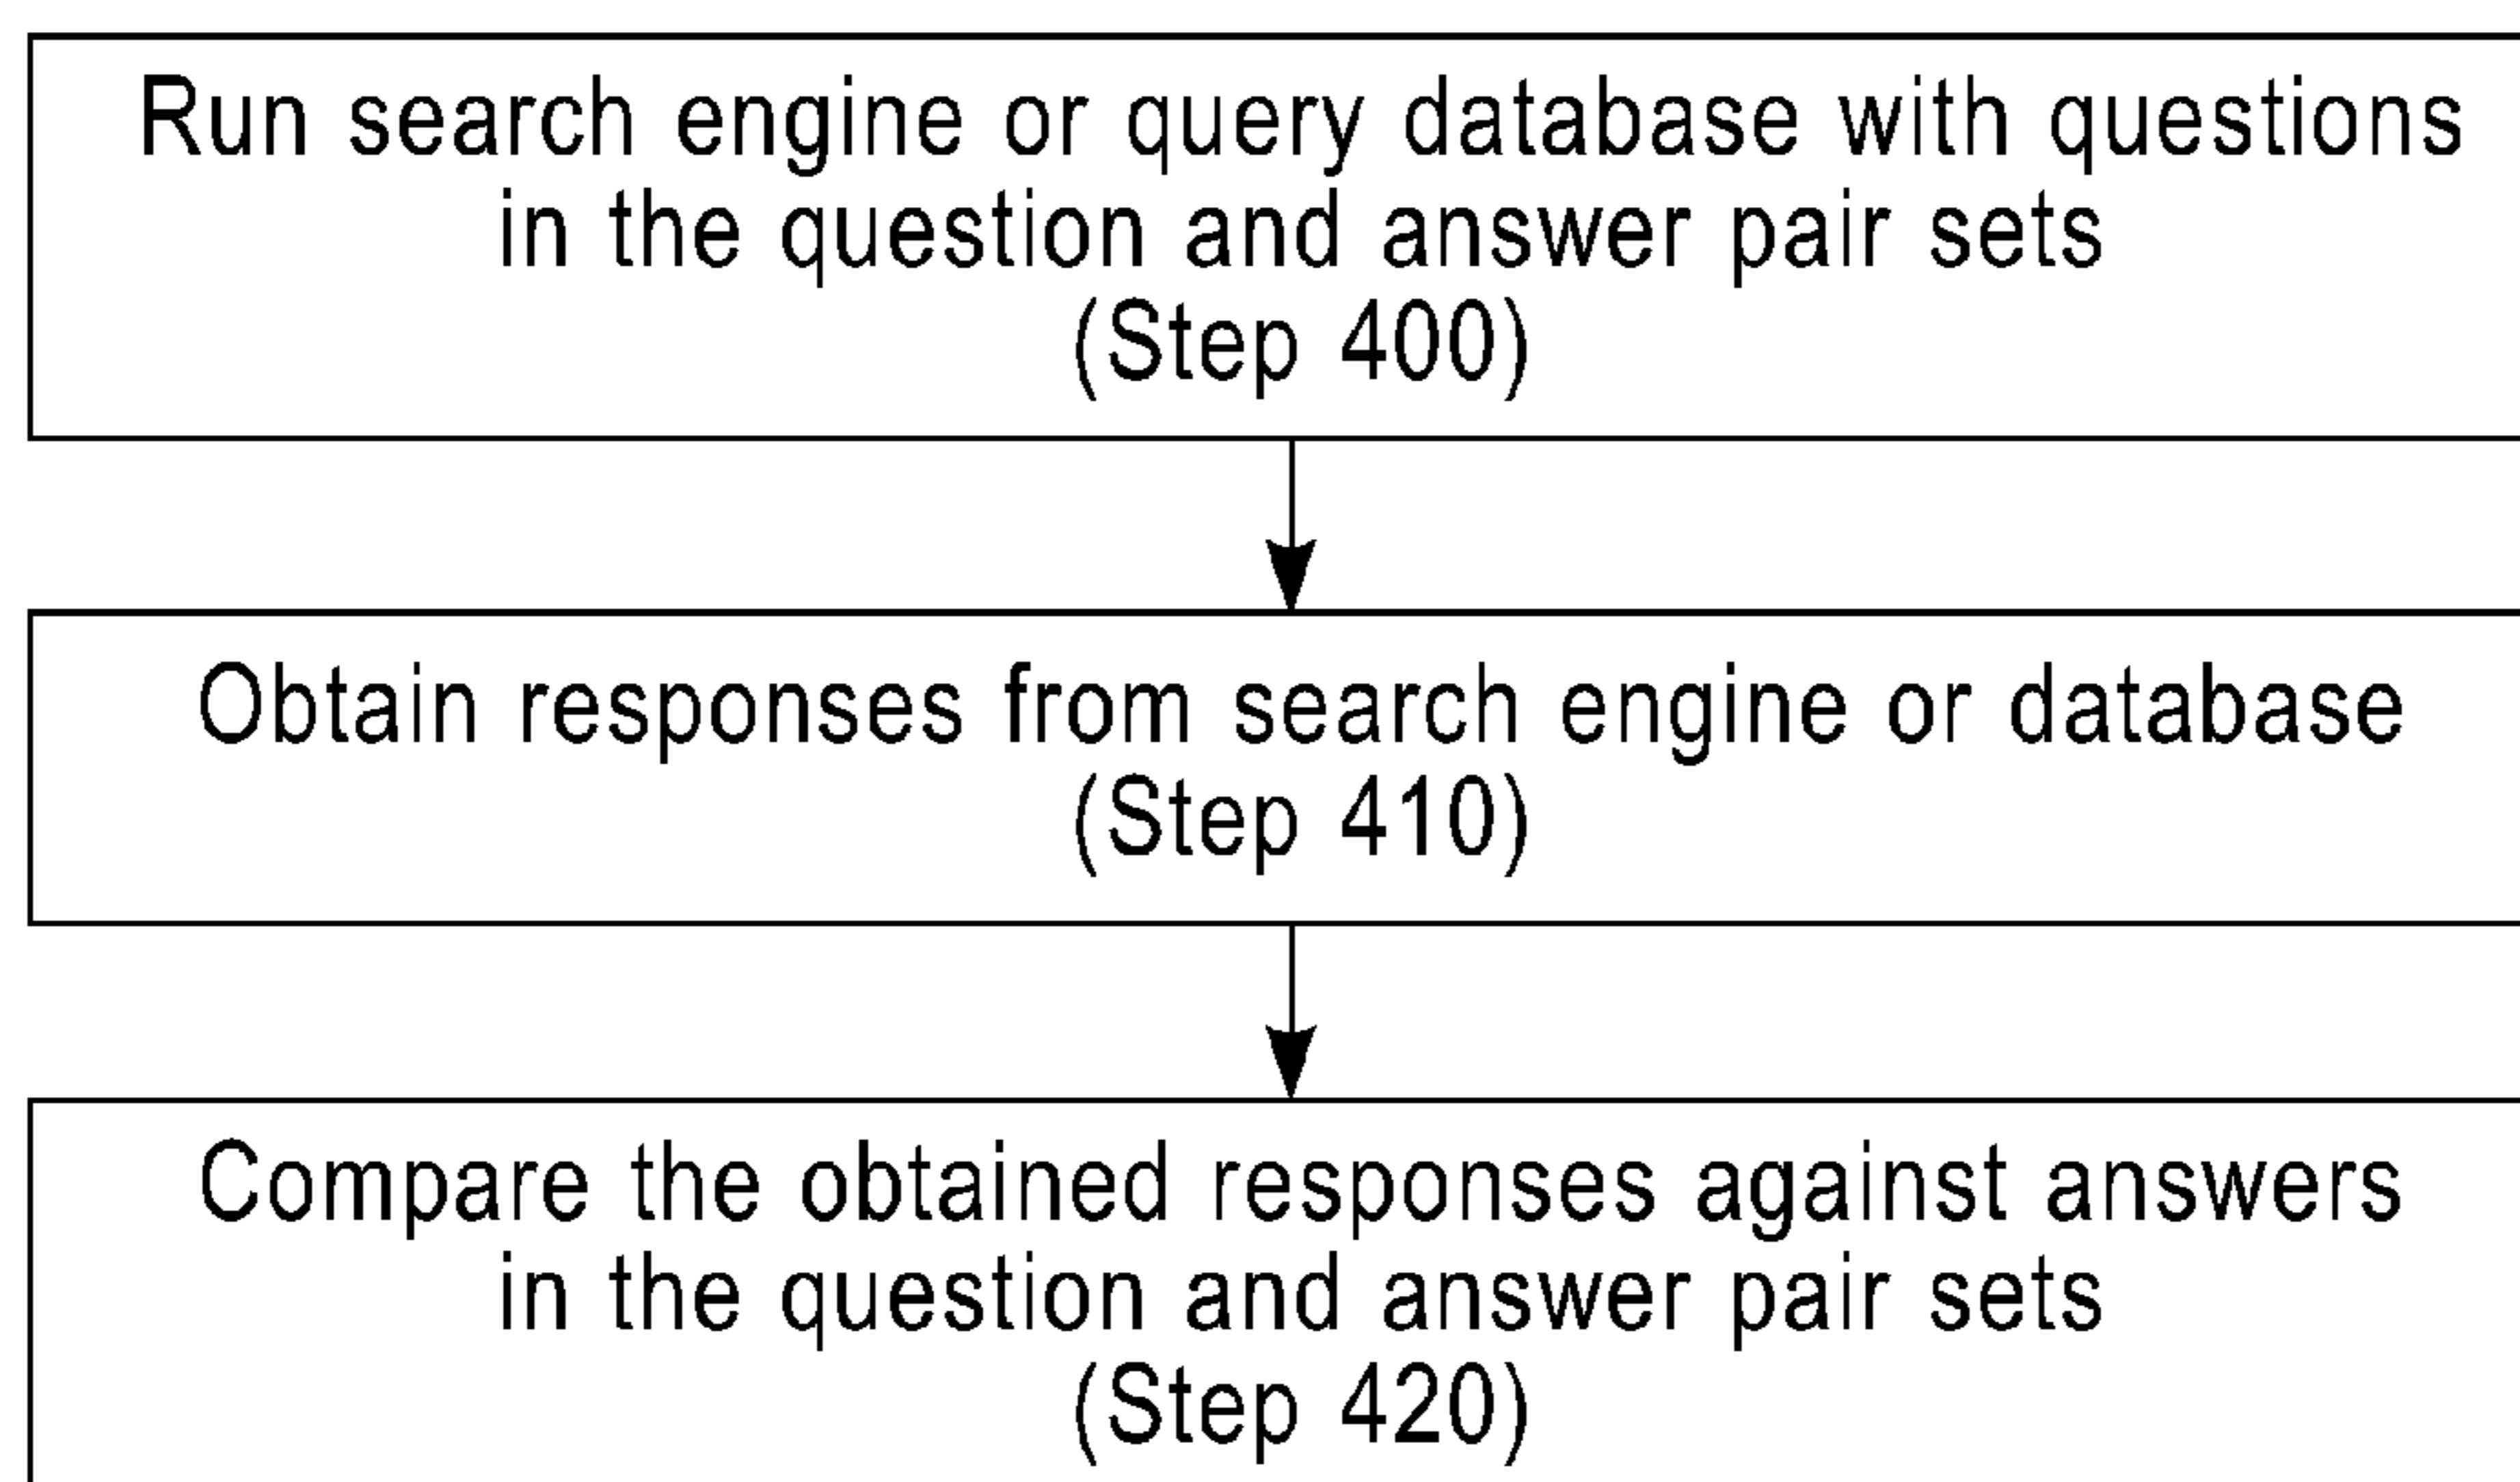 Run search engine or query database with questions
in the question and answer pair sets
(Step 400)
Obtain responses from search engine or database
(Step 410)
Compare the obtained responses against answers
in the question and answer pair sets
(Step 420)